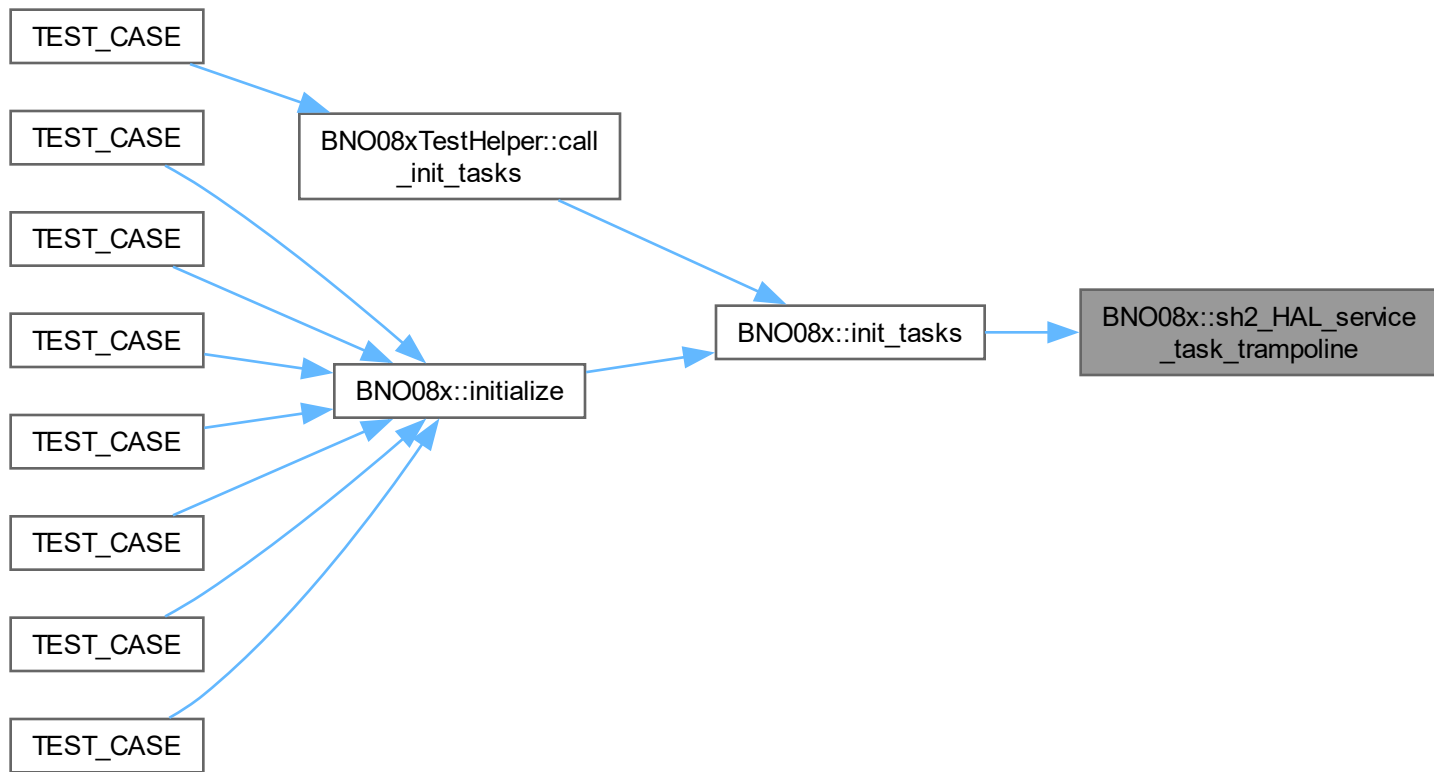 TEST_CASE
TEST_CASE
TEST_CASE
TEST_CASE
TEST_CASE
TEST_CASE
TEST_CASE
TEST_CASE
BNO08xTestHelper::call
_init_tasks
BNO08x::initialize
BNO08x::init_tasks
BNO08x::sh2_HAL_service
_task_trampoline